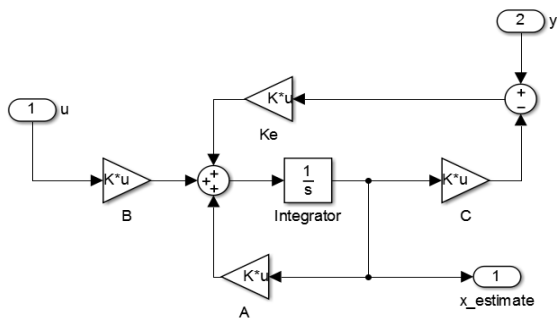 2
y
+
−
K*u
Ke
1
u
K*u
B
+
+
+
1
s
Integrator
K*u
C
K*u
A
1
x_estimate